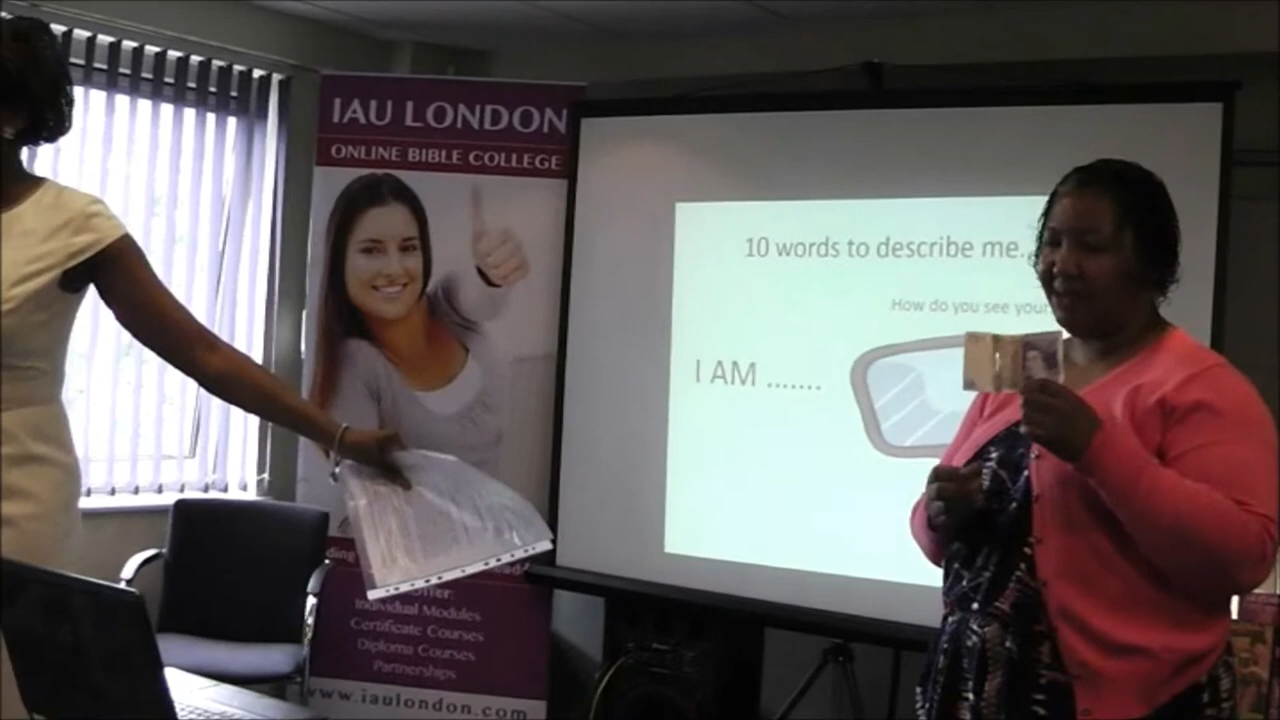 IAU LONDON
ONLINE BIBLE COLLEGE
10 words to describe me..
How do you see your
I AM .......
Individual Modules
Certificate Courses
Diploma Courses
Partnerships
www.iaulondon.com